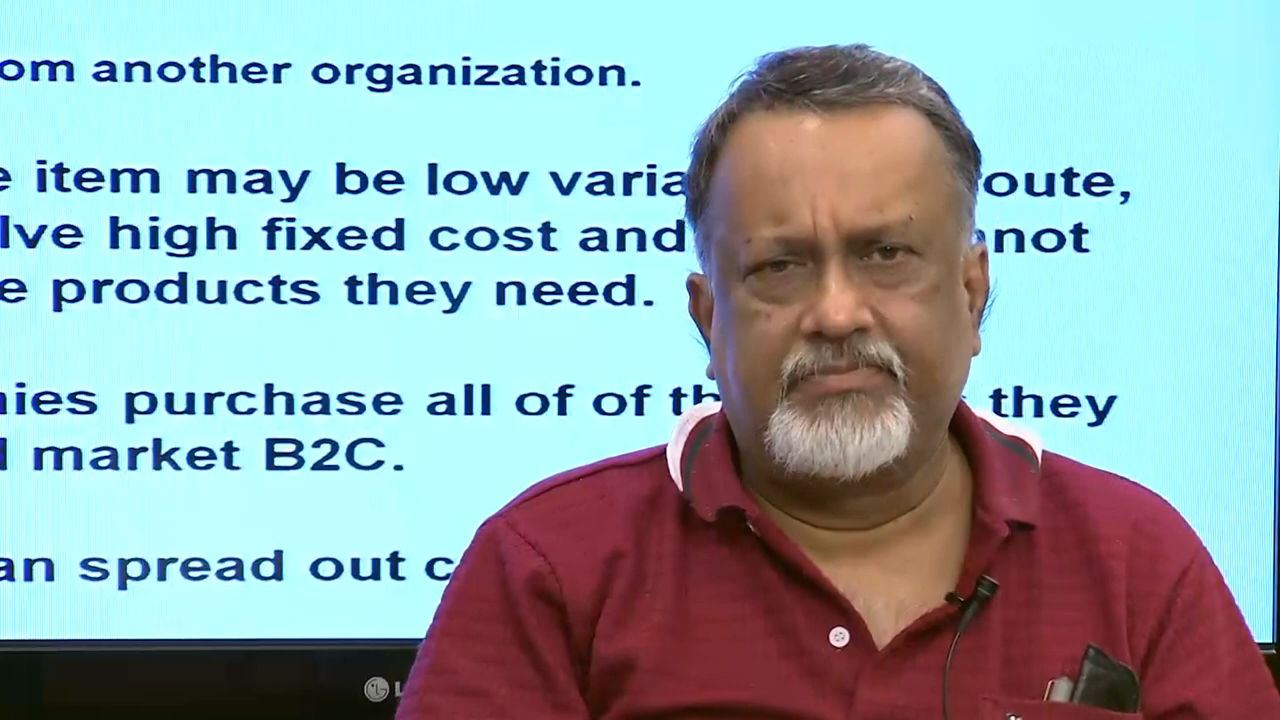 om another organization.
e item may be low varia oute,
lve high fixed cost and nnot
e products they need.
nies purchase all of of th they
d market B2C.
an spread out c
LG